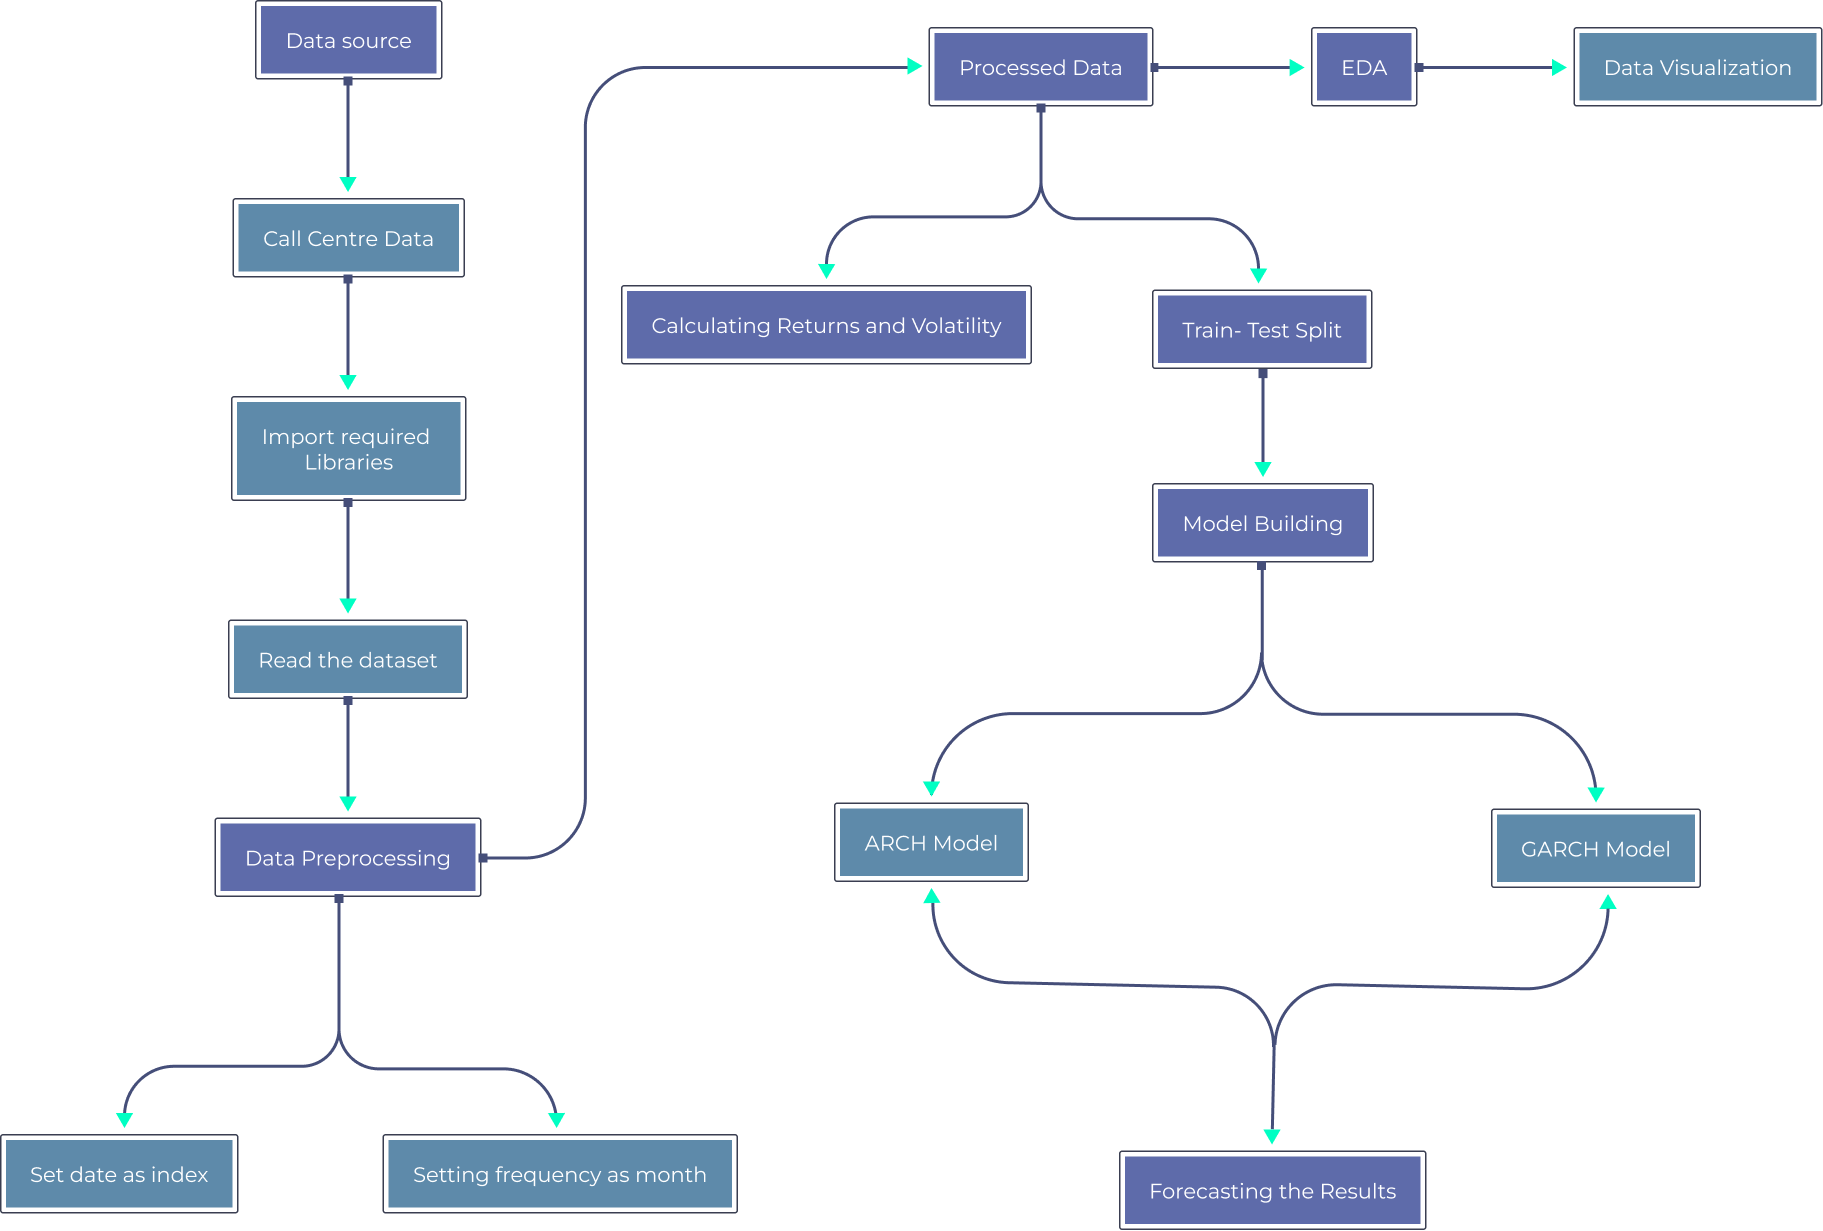 Data source
Call Centre Data
Import required
Libraries
Read the dataset
Data Preprocessing
Set date as index
Setting frequency as month
Processed Data
EDA
Data Visualization
Calculating Returns and Volatility
Train- Test Split
Model Building
ARCH Model
GARCH Model
Forecasting the Results